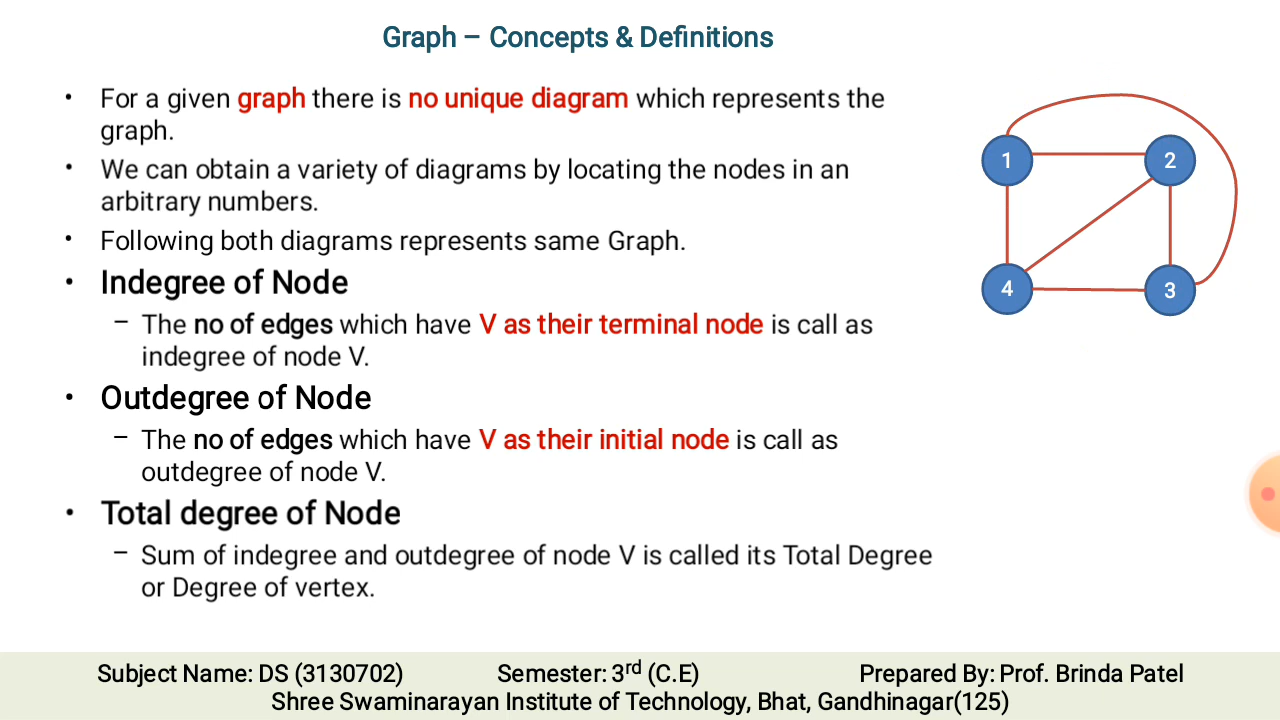 Graph – Concepts & Definitions
• For a given graph there is no unique diagram which represents the
graph.
• We can obtain a variety of diagrams by locating the nodes in an
arbitrary numbers.
• Following both diagrams represents same Graph.
• Indegree of Node
– The no of edges which have V as their terminal node is call as
indegree of node V.
• Outdegree of Node
– The no of edges which have V as their initial node is call as
outdegree of node V.
• Total degree of Node
– Sum of indegree and outdegree of node V is called its Total Degree
or Degree of vertex.
1 2
4 3
Subject Name: DS (3130702) Semester: 3rd (C.E) Prepared By: Prof. Brinda Patel
Shree Swaminarayan Institute of Technology, Bhat, Gandhinagar(125)